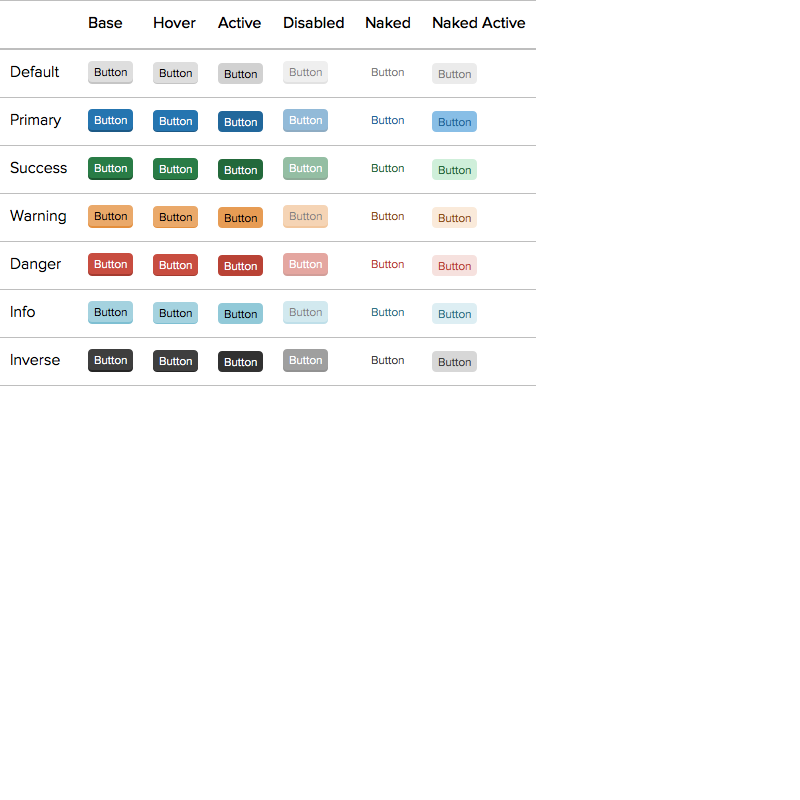 Base Hover Active Disabled Naked Naked Active
Default Button Button Button Button Button Button
Primary Button Button Button Button Button Button
Success Button Button Button Button Button Button
Warning Button Button Button Button Button Button
Danger Button Button Button Button Button Button
Info Button Button Button Button Button Button
Inverse Button Button Button Button Button Button